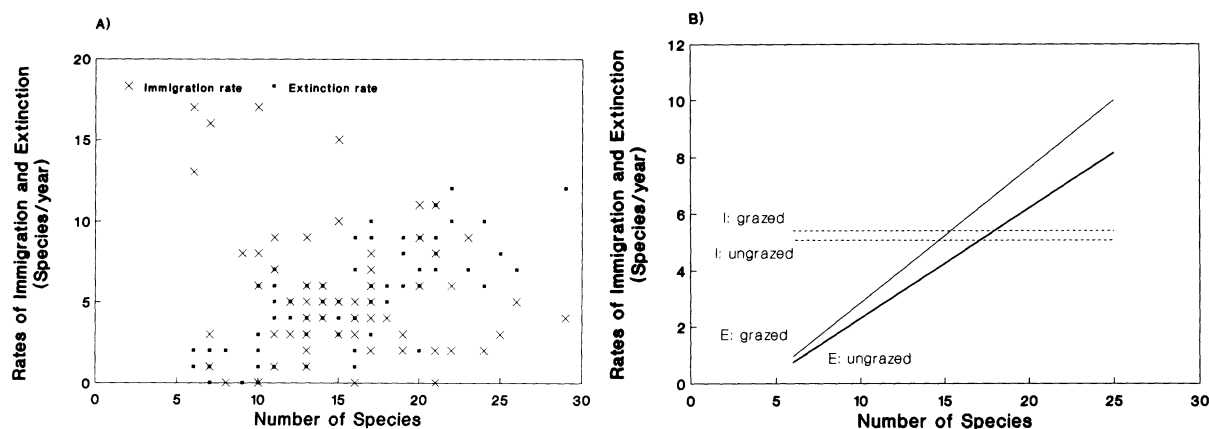 A)
Rates of Immigration and Extinction
(Species/year)
20
15
10
5
0
Immigration rate
Extinction rate
0 5 10 15 20 25 30
Number of Species
B)
Rates of Immigration and Extinction
(Species/year)
12
10
8
6
4
2
0
I: grazed
I: ungrazed
E: grazed
E: ungrazed
0 5 10 15 20 25 30
Number of Species